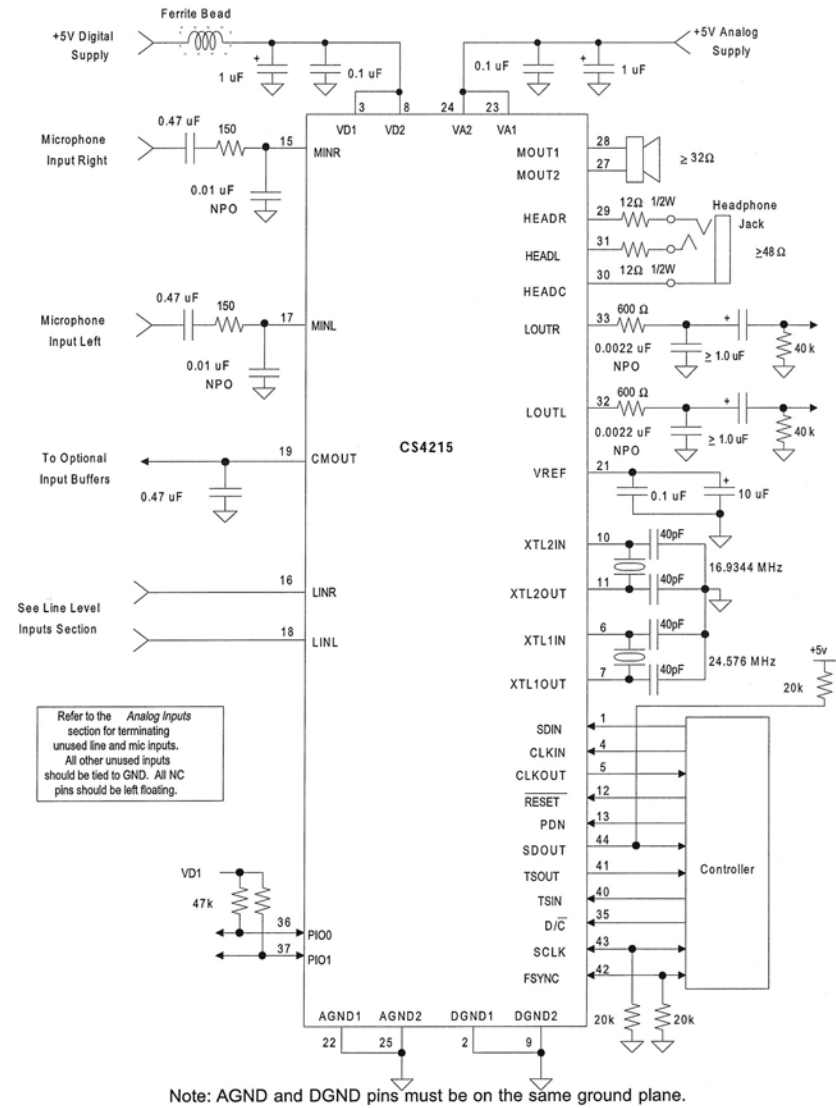 Ferrite Bead
+5V Digital
Supply
+5V Analog
Supply
+
1 uF
0.1 uF
0.1 uF
+
1 uF
3
8
24
23
VD1
VD2
VA2
VA1
Microphone
Input Right
0.47 uF
150
15
MINR
0.01 uF
NPO
MOUT1
28
MOUT2
27
≥ 32Ω
HEADR
29
12Ω 1/2W
Headphone
Jack
HEADL
31
12Ω 1/2W
≥48 Ω
HEADC
30
Microphone
Input Left
0.47 uF
150
17
MINL
0.01 uF
NPO
LOUTR
33
600 Ω
0.0022 uF
NPO
+
≥ 1.0 uF
40 k
LOUTL
32
600 Ω
0.0022 uF
NPO
+
≥ 1.0 uF
40 k
CS4215
To Optional
Input Buffers
19
CMOUT
0.47 uF
VREF
21
0.1 uF
+
10 uF
XTL2IN
10
40pF
16.9344 MHz
XTL2OUT
11
40pF
See Line Level
Inputs Section
16
LINR
18
LINL
XTL1IN
6
40pF
24.576 MHz
XTL1OUT
7
40pF
+5v
20k
Refer to the Analog Inputs
section for terminating
unused line and mic inputs.
All other unused inputs
should be tied to GND. All NC
pins should be left floating.
SDIN
1
CLKIN
4
CLKOUT
5
RESET
12
PDN
13
SDOUT
44
TSOUT
41
TSIN
40
D/C
35
SCLK
43
FSYNC
42
Controller
VD1
47k
36
PIO0
37
PIO1
20k
20k
AGND1
AGND2
DGND1
DGND2
22
25
2
9
Note: AGND and DGND pins must be on the same ground plane.